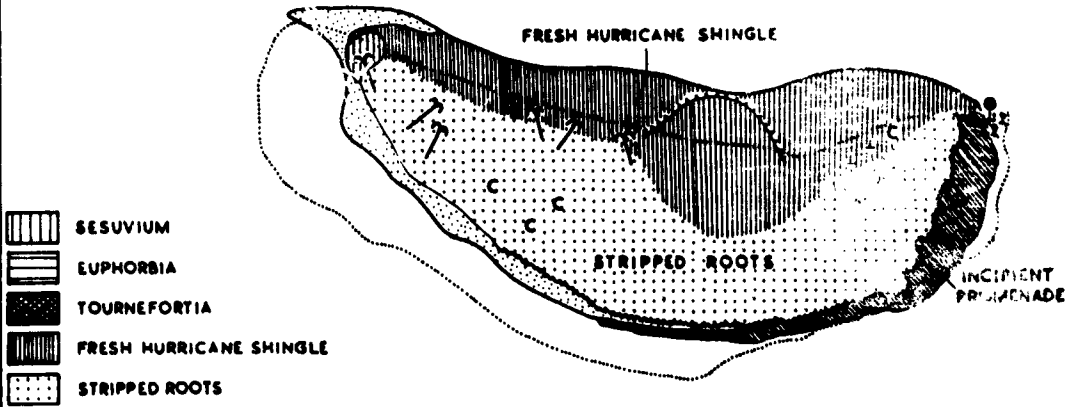 FRESH HURRICANE SHINGLE
C
C
C
C
STRIPPED ROOTS
INCIPIENT
PROMENADE
SESUVIUM
EUPHORBIA
TOURNEFORTIA
FRESH HURRICANE SHINGLE
STRIPPED ROOTS